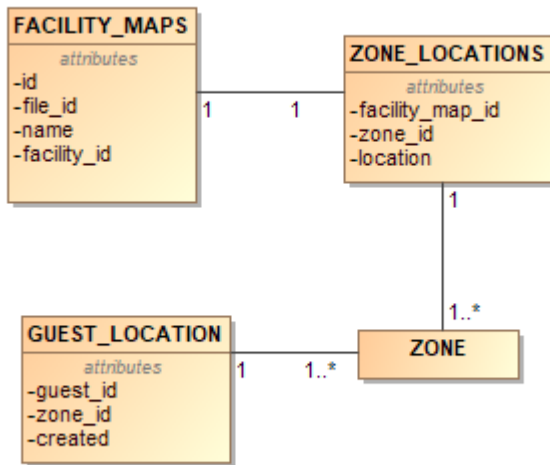 FACILITY_MAPS
attributes
-id
-file_id
-name
-facility_id
1
1
ZONE_LOCATIONS
attributes
-facility_map_id
-zone_id
-location
1
1..*
ZONE
GUEST_LOCATION
attributes
-guest_id
-zone_id
-created
1
1..*